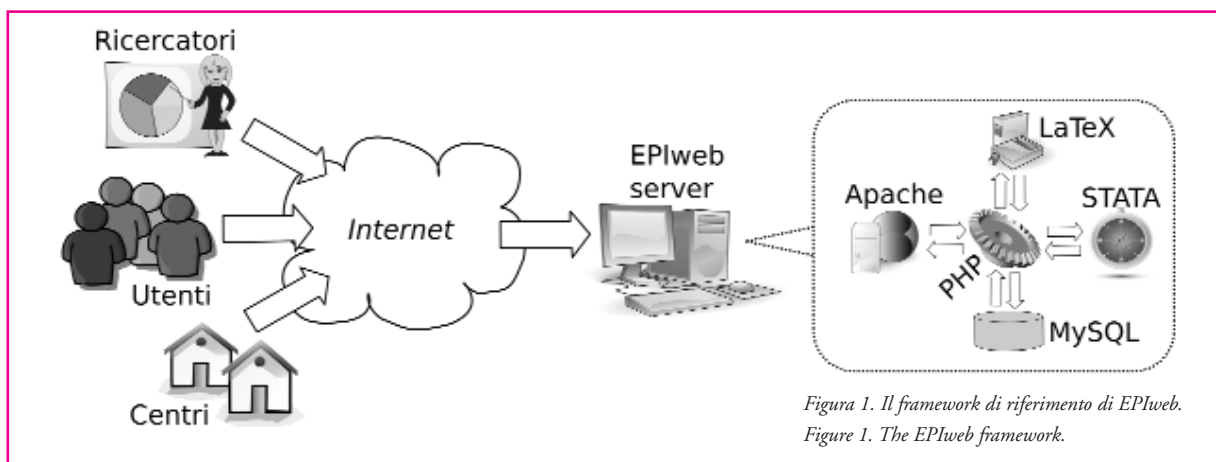 Ricercatori
Utenti
Centri
Internet
EPIweb
server
LaTeX
Apache
STATA
PHP
MySQL
Figura 1. Il framework di riferimento di EPIweb.
Figure 1. The EPIweb framework.